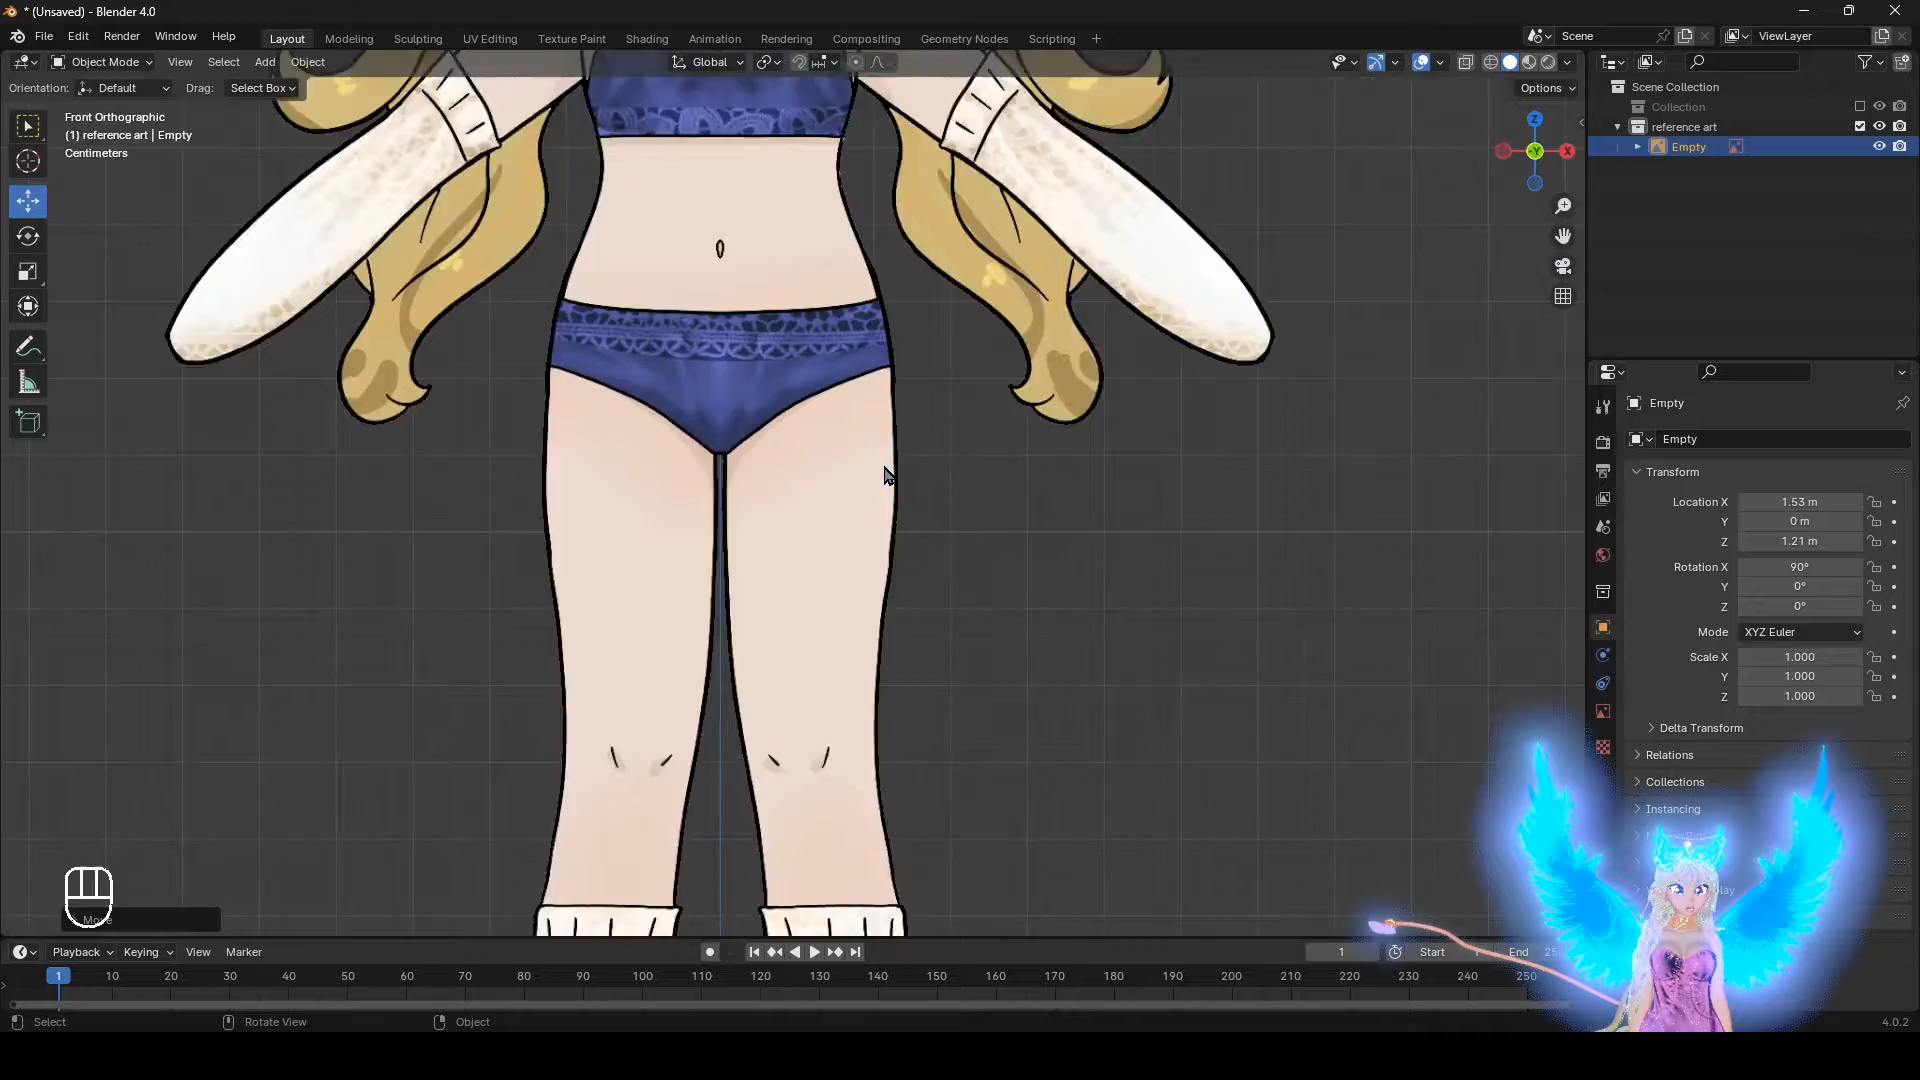 * (Unsaved) - Blender 4.0
File Edit Render Window Help Layout Modeling Sculpting UV Editing Texture Paint Shading Animation Rendering Compositing Geometry Nodes Scripting + Scene ViewLayer
Object Mode View Select Add Object Global
Orientation: Default Drag: Select Box Options
Scene Collection
Collection
reference art
Empty
Front Orthographic
(1) reference art | Empty
Centimeters
Z
-Y
X
Empty
Empty
Transform
Location X 1.53 m
Y 0 m
Z 1.21 m
Rotation X 90°
Y 0°
Z 0°
Mode XYZ Euler
Scale X 1.000
Y 1.000
Z 1.000
Delta Transform
Relations
Collections
Instancing
Move
Playback Keying View Marker 1 Start 1 End 25
1 10 20 30 40 50 60 70 80 90 100 110 120 130 140 150 160 170 180 190 200 210 220 230 240 250
Select Rotate View Object 4.0.2